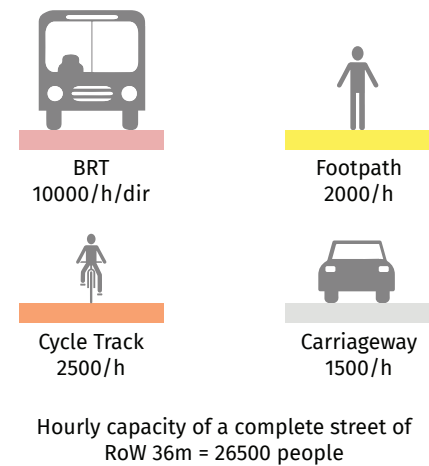 BRT
10000/h/dir
Footpath
2000/h
Cycle Track
2500/h
Carriageway
1500/h
Hourly capacity of a complete street of
RoW 36m = 26500 people